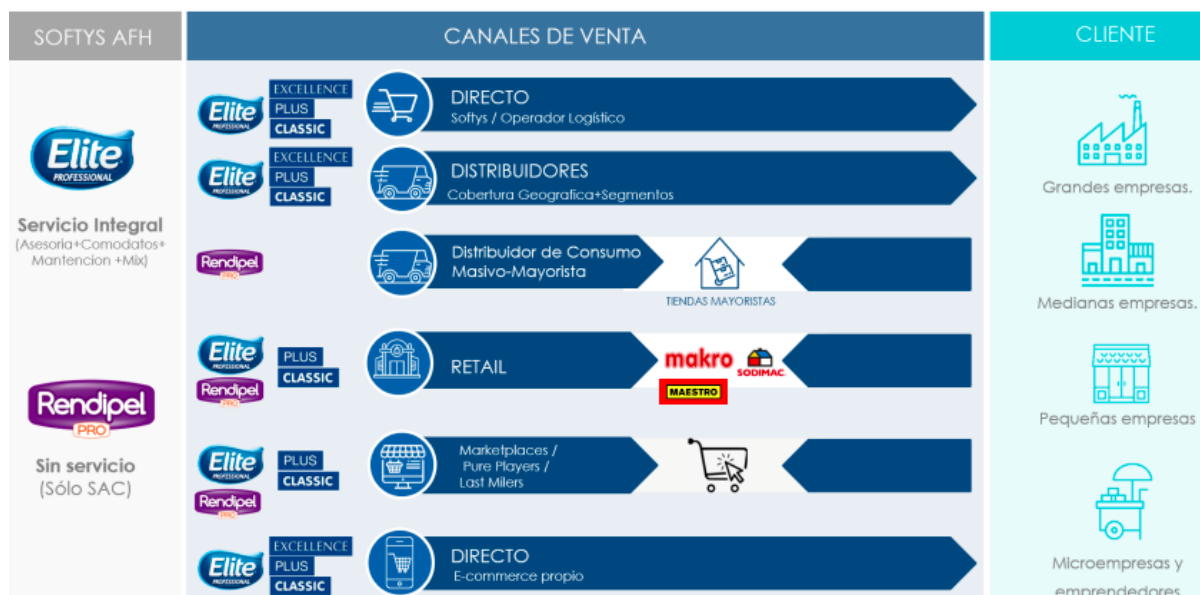 SOFTYS AFH
CANALES DE VENTA
CLIENTE
Elite
PROFESSIONAL
Servicio Integral
(Asesoria+Comodatos+
Mantencion +Mix)
Rendipel
PRO
Sin servicio
(Sólo SAC)
Elite
PROFESSIONAL
EXCELLENCE
PLUS
CLASSIC
DIRECTO
Softys / Operador Logístico
Elite
PROFESSIONAL
EXCELLENCE
PLUS
CLASSIC
DISTRIBUIDORES
Cobertura Geografica+Segmentos
Rendipel
PRO
Distribuidor de Consumo
Masivo-Mayorista
TIENDAS MAYORISTAS
Elite
PROFESSIONAL
Rendipel
PRO
PLUS
CLASSIC
RETAIL
makro
SODIMAC
MAESTRO
Elite
PROFESSIONAL
Rendipel
PRO
PLUS
CLASSIC
Marketplaces /
Pure Players /
Last Milers
Elite
PROFESSIONAL
EXCELLENCE
PLUS
CLASSIC
DIRECTO
E-commerce propio
Grandes empresas.
Medianas empresas.
Pequeñas empresas
Microempresas y
emprendedores